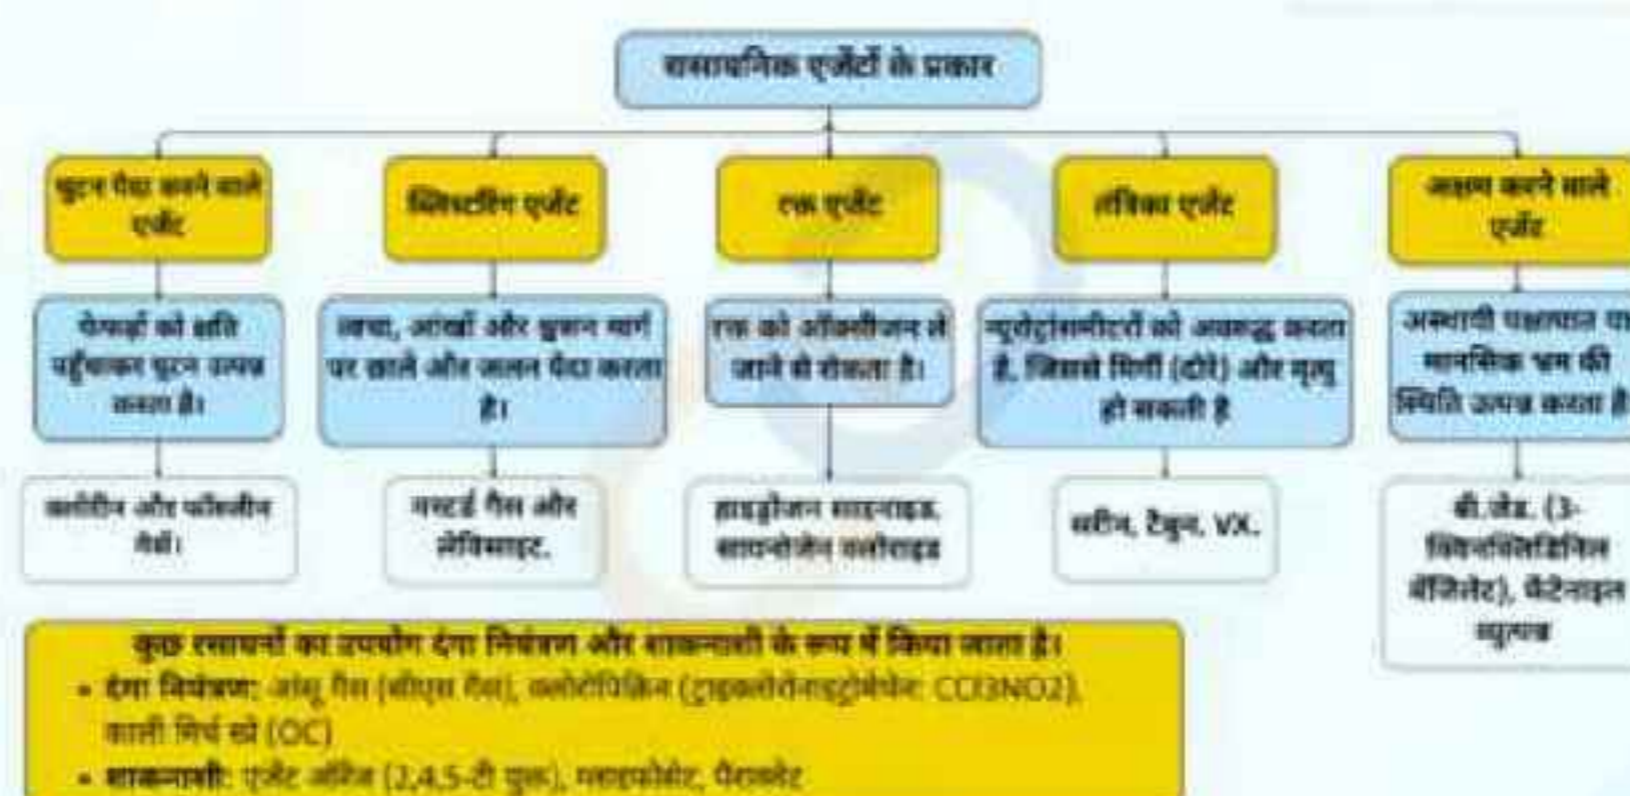 रासायनिक एजेंटों के प्रकार
घुटन पैदा करने वाले
एजेंट
ब्लिस्टरिंग एजेंट
रक्त एजेंट
तंत्रिका एजेंट
अक्षम करने वाले
एजेंट
फेफड़ों को क्षति
पहुँचाकर घुटन उत्पन्न
करता है।
त्वचा, आंखों और श्वसन मार्ग
पर छाले और जलन पैदा करता
है।
रक्त को ऑक्सीजन ले
जाने से रोकता है।
न्यूरोट्रांसमीटरों को अवरुद्ध करता
है, जिससे मिर्गी (दौरे) और मृत्यु
हो सकती है
अस्थायी पक्षाघात या
मानसिक भ्रम की
स्थिति उत्पन्न करता है
क्लोरीन और फॉस्जीन
गैसें।
मस्टर्ड गैस और
लेविसाइट.
हाइड्रोजन साइनाइड,
सायनोजेन क्लोराइड
सरीन, टैबुन, VX.
बी.जेड. (3-
क्विनक्लिडिनिल
बेंजिलेट), फेंटेनाइल
व्युत्पन्न
कुछ रसायनों का उपयोग दंगा नियंत्रण और शाकनाशी के रूप में किया जाता है।
• दंगा नियंत्रण: आंसू गैस (सीएस गैस), क्लोरोपिक्रिन (ट्राइक्लोरोनाइट्रोमेथेन: CCl3NO2),
काली मिर्च स्प्रे (OC)
• शाकनाशी: एजेंट ऑरेंज (2,4,5-टी युक्त), ग्लाइफोसेट, पैराक्वेट